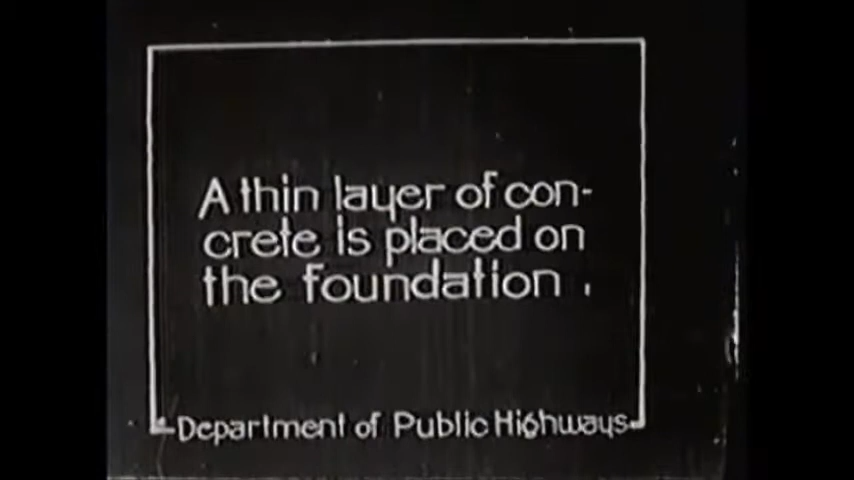 A thin layer of con-
crete is placed on
the foundation.
Department of Public Highways